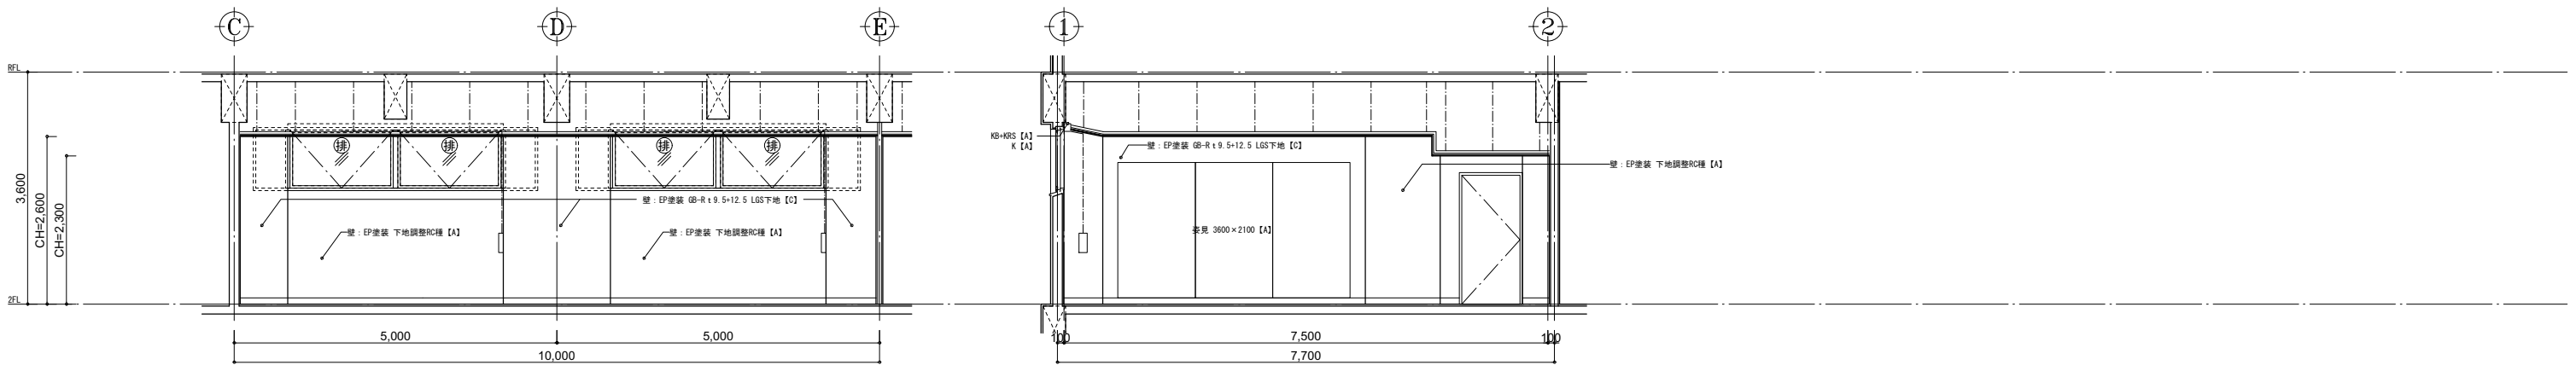 C
D
E
1
2
RFL
3,600
CH=2,600
CH=2,300
排
排
排
排
KB+KRS【A】
K【A】
壁：EP塗装 GB-R t 9.5+12.5 LGS下地【C】
壁：EP塗装 下地調整RC種【A】
壁：EP塗装 GB-R t 9.5+12.5 LGS下地【C】
壁：EP塗装 下地調整RC種【A】
壁：EP塗装 下地調整RC種【A】
姿見 3600×2100【A】
2FL
5,000
5,000
100
7,500
100
10,000
7,700